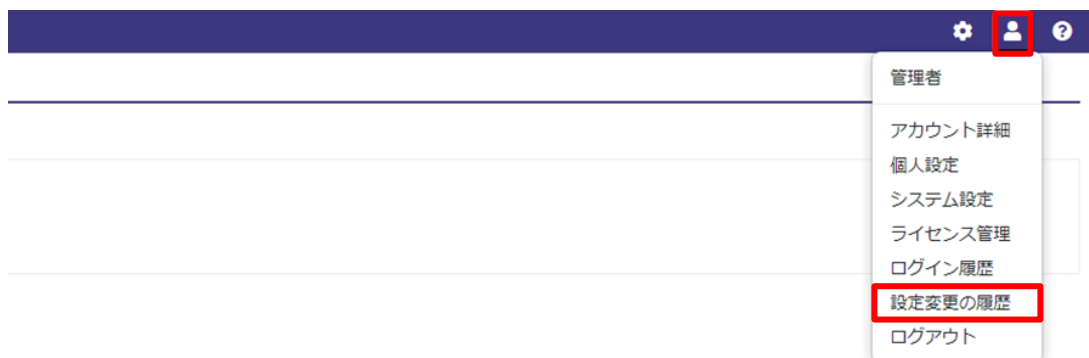 管理者
アカウント詳細
個人設定
システム設定
ライセンス管理
ログイン履歴
設定変更の履歴
ログアウト